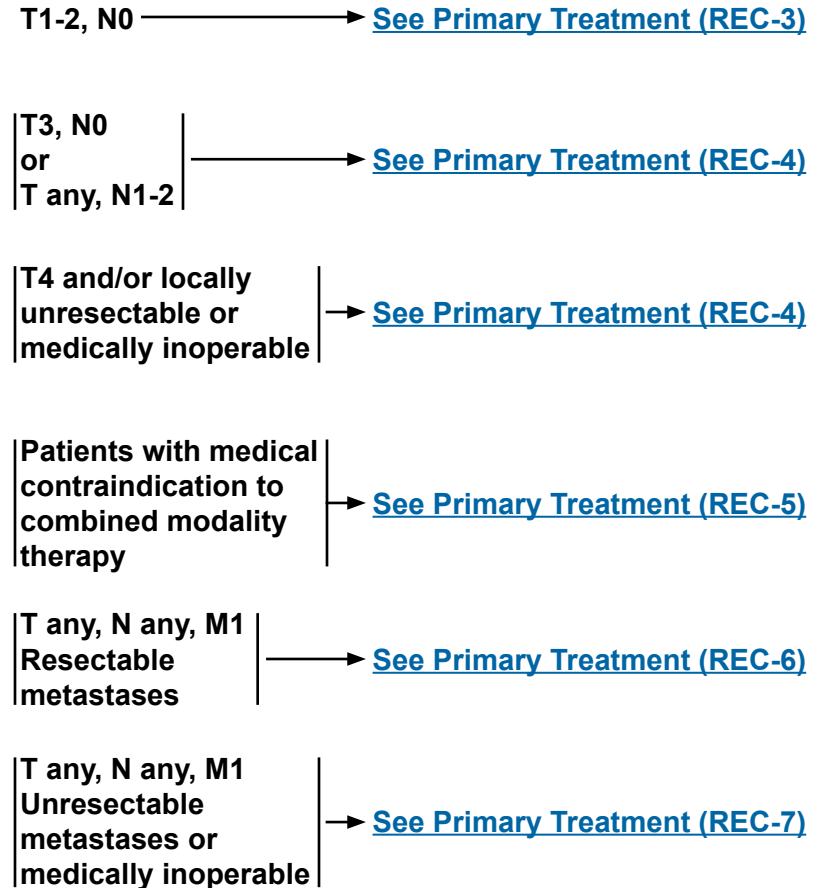 T1-2, N0
See Primary Treatment (REC-3)
T3, N0
or
T any, N1-2
See Primary Treatment (REC-4)
T4 and/or locally
unresectable or
medically inoperable
See Primary Treatment (REC-4)
Patients with medical
contraindication to
combined modality
therapy
See Primary Treatment (REC-5)
T any, N any, M1
Resectable
metastases
See Primary Treatment (REC-6)
T any, N any, M1
Unresectable
metastases or
medically inoperable
See Primary Treatment (REC-7)